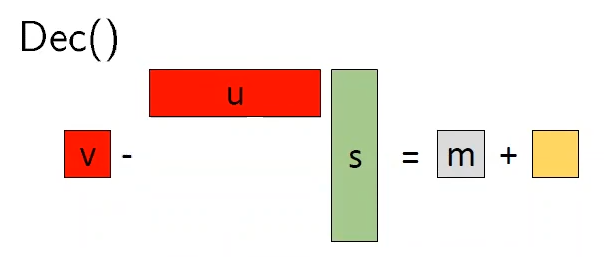 Dec()
u
v - s = m +